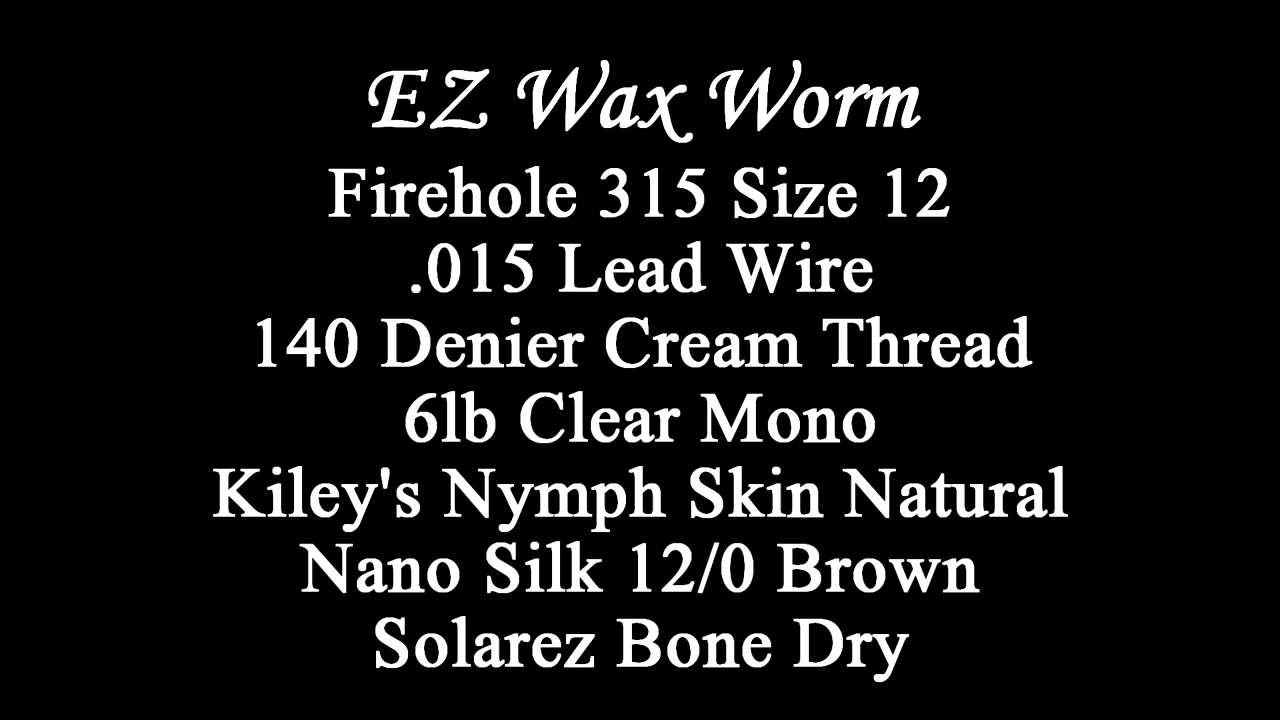 EZ Wax Worm
Firehole 315 Size 12
.015 Lead Wire
140 Denier Cream Thread
6lb Clear Mono
Kiley's Nymph Skin Natural
Nano Silk 12/0 Brown
Solarez Bone Dry